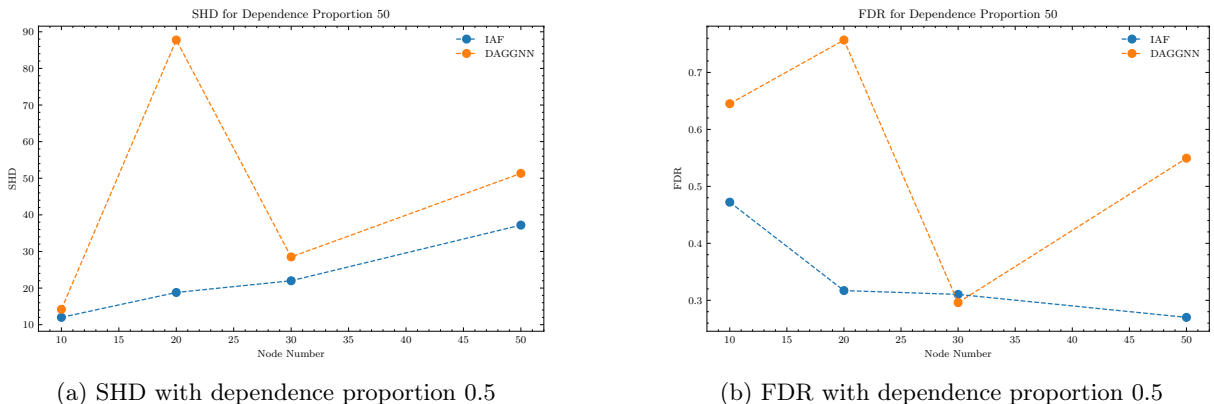 SHD for Dependence Proportion 50
90
80
70
60
50
40
30
20
10
SHD
IAF
DAGGNN
10 15 20 25 30 35 40 45 50
Node Number
(a) SHD with dependence proportion 0.5
FDR for Dependence Proportion 50
0.7
0.6
0.5
0.4
0.3
FDR
IAF
DAGGNN
10 15 20 25 30 35 40 45 50
Node Number
(b) FDR with dependence proportion 0.5